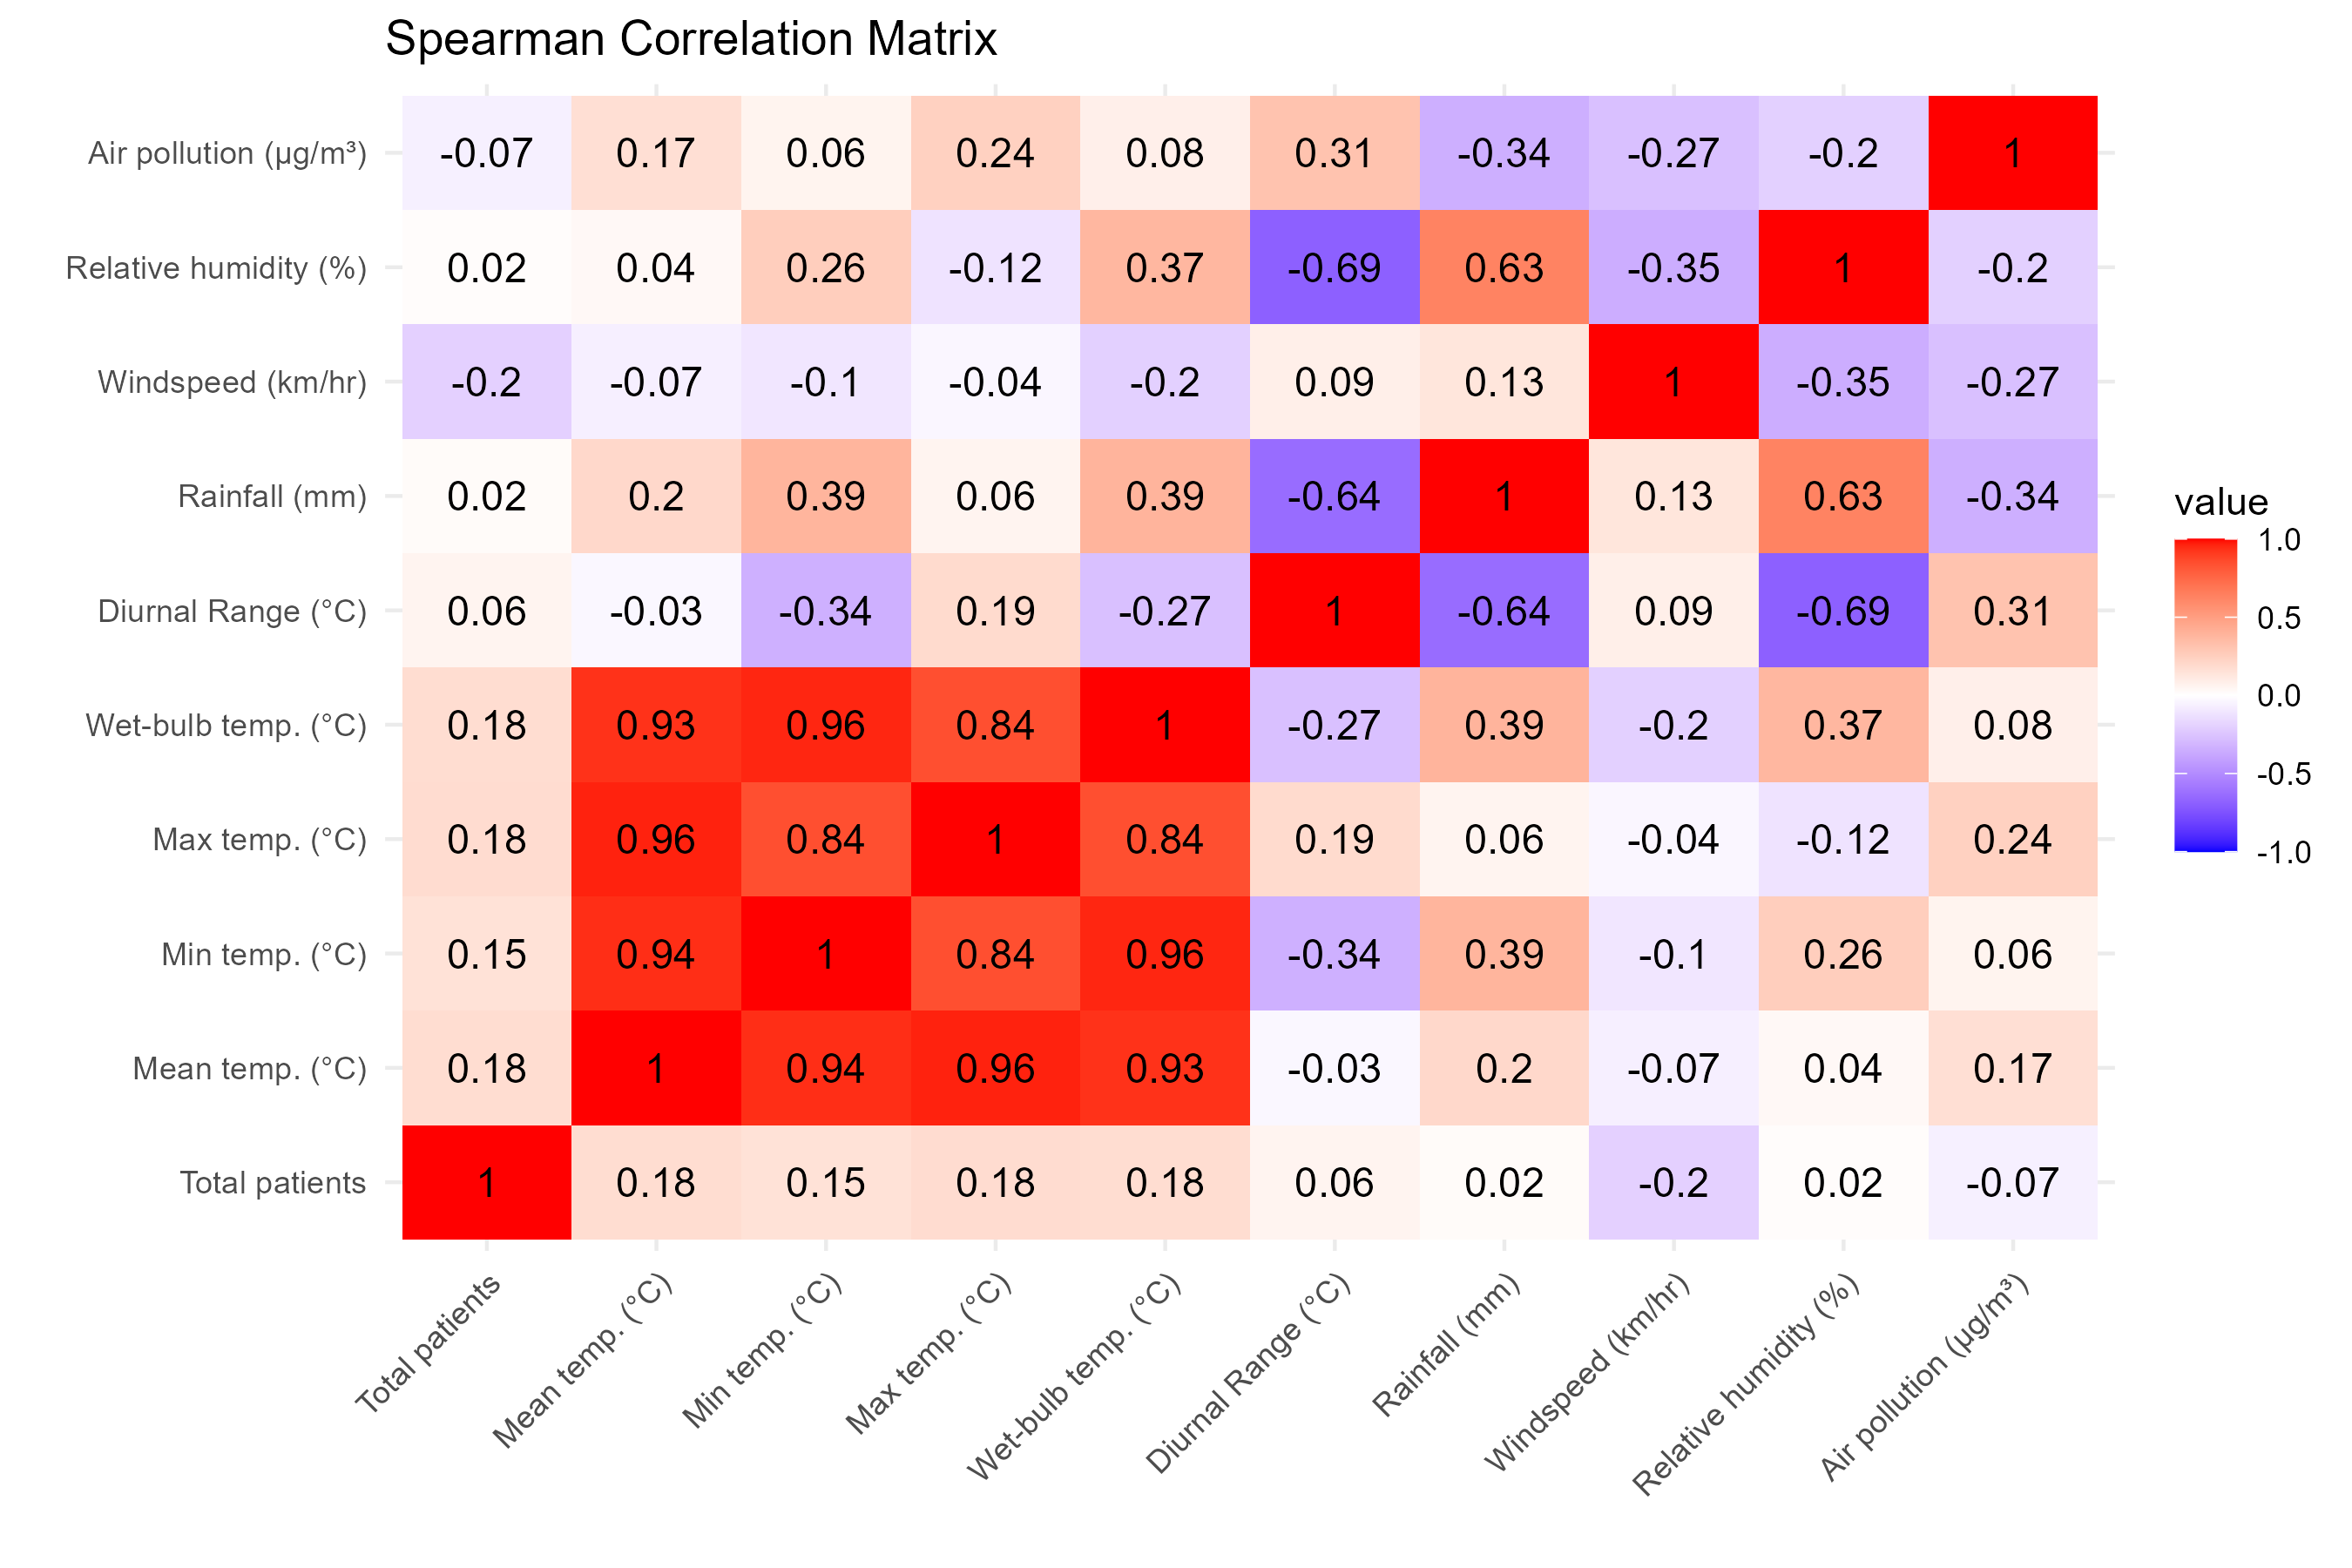 Spearman Correlation Matrix
Air pollution (µg/m³) -0.07 0.17 0.06 0.24 0.08 0.31 -0.34 -0.27 -0.2 1
Relative humidity (%) 0.02 0.04 0.26 -0.12 0.37 -0.69 0.63 -0.35 1 -0.2
Windspeed (km/hr) -0.2 -0.07 -0.1 -0.04 -0.2 0.09 0.13 1 -0.35 -0.27
Rainfall (mm) 0.02 0.2 0.39 0.06 0.39 -0.64 1 0.13 0.63 -0.34
Diurnal Range (°C) 0.06 -0.03 -0.34 0.19 -0.27 1 -0.64 0.09 -0.69 0.31
Wet-bulb temp. (°C) 0.18 0.93 0.96 0.84 1 -0.27 0.39 -0.2 0.37 0.08
Max temp. (°C) 0.18 0.96 0.84 1 0.84 0.19 0.06 -0.04 -0.12 0.24
Min temp. (°C) 0.15 0.94 1 0.84 0.96 -0.34 0.39 -0.1 0.26 0.06
Mean temp. (°C) 0.18 1 0.94 0.96 0.93 -0.03 0.2 -0.07 0.04 0.17
Total patients 1 0.18 0.15 0.18 0.18 0.06 0.02 -0.2 0.02 -0.07
Total patients
Mean temp. (°C)
Min temp. (°C)
Max temp. (°C)
Wet-bulb temp. (°C)
Diurnal Range (°C)
Rainfall (mm)
Windspeed (km/hr)
Relative humidity (%)
Air pollution (µg/m³)
value
1.0
0.5
0.0
-0.5
-1.0